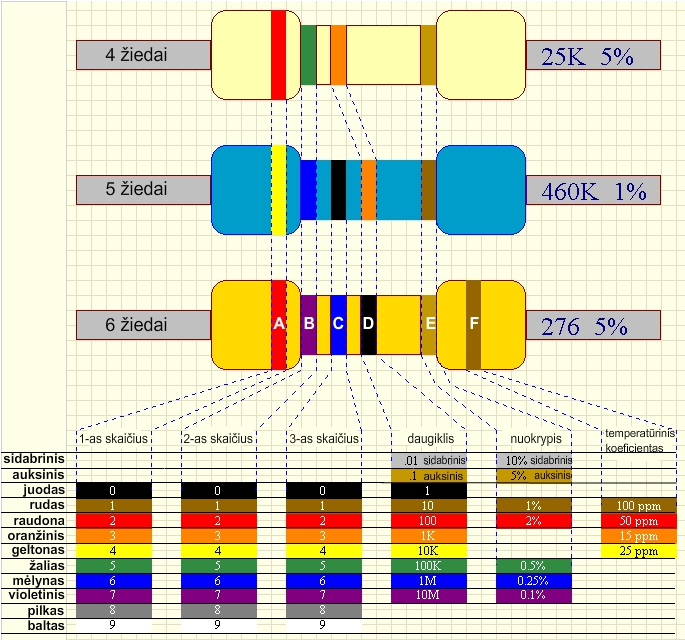 4 žiedai 25K 5%
5 žiedai 460K 1%
6 žiedai A B C D E F 276 5%
1-as skaičius 2-as skaičius 3-as skaičius daugiklis nuokrypis temperatūrinis
koeficientas
sidabrinis .01 sidabrinis 10% sidabrinis
auksinis .1 auksinis 5% auksinis
juodas 0 0 0 1
rudas 1 1 1 10 1% 100 ppm
raudona 2 2 2 100 2% 50 ppm
oranžinis 3 3 3 1K 15 ppm
geltonas 4 4 4 10K 25 ppm
žalias 5 5 5 100K 0.5%
mėlynas 6 6 6 1M 0.25%
violetinis 7 7 7 10M 0.1%
pilkas 8 8 8
baltas 9 9 9